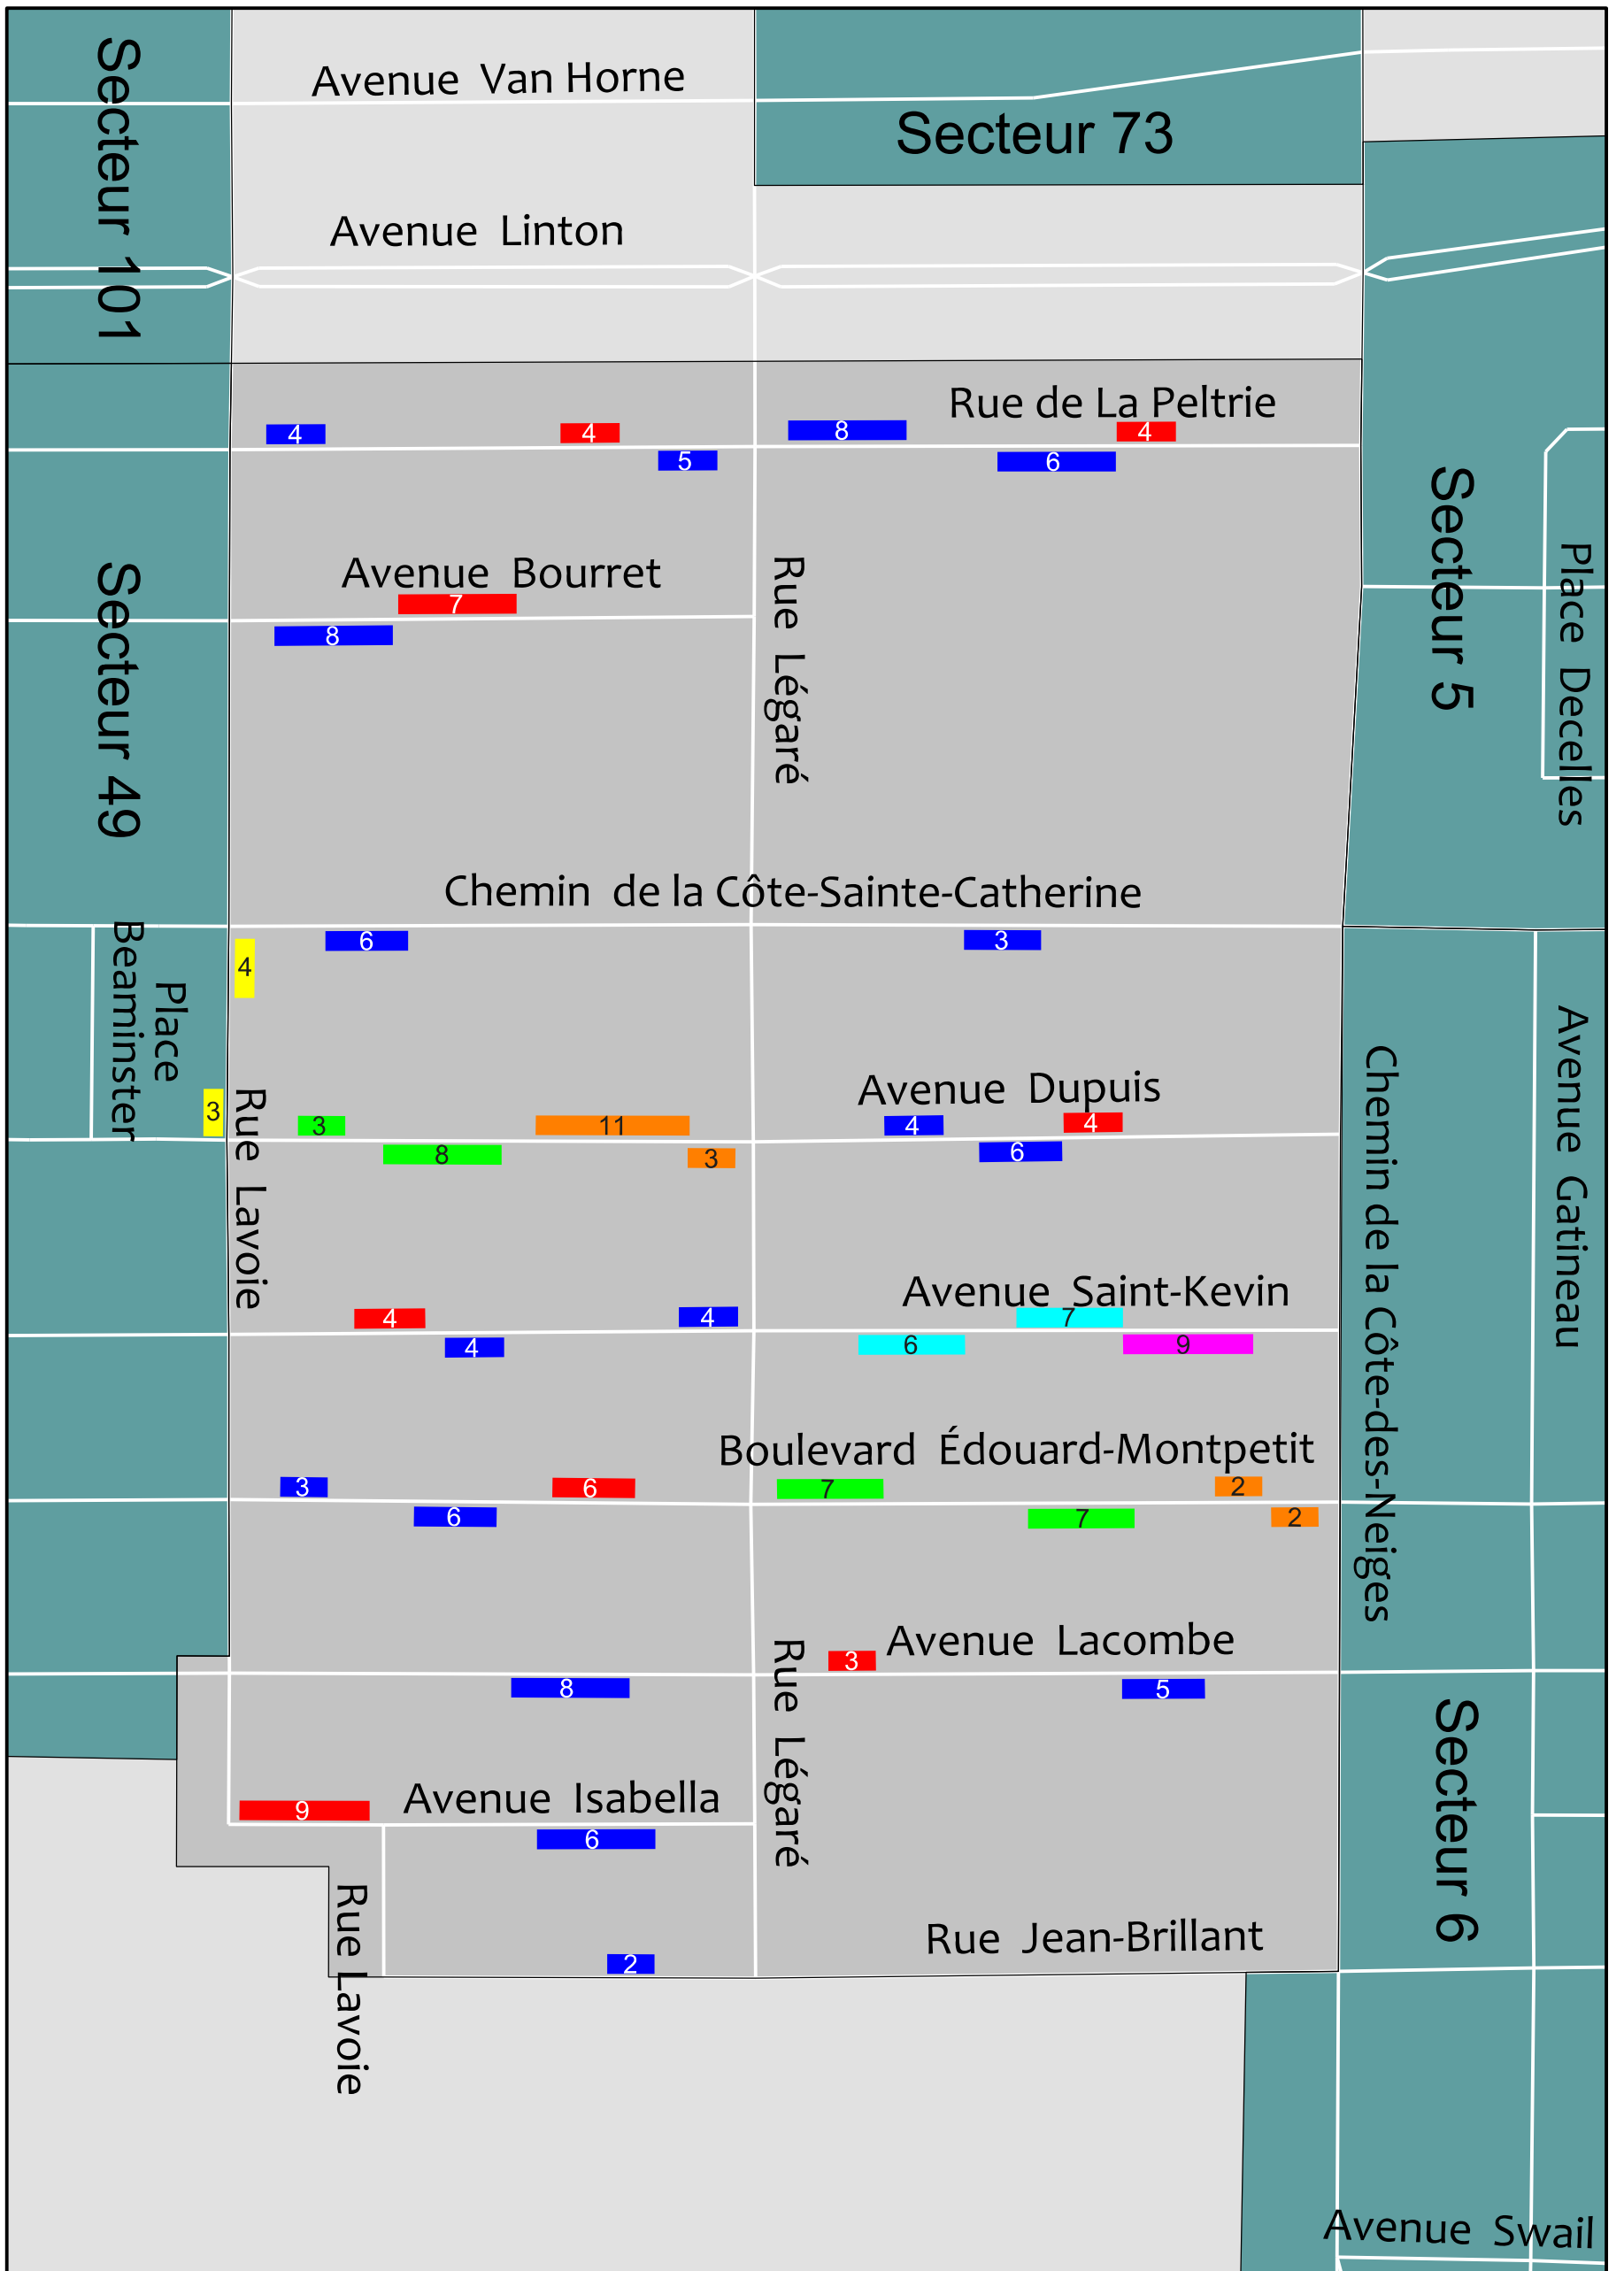 Secteur 101
Avenue Van Horne
Secteur 73
Avenue Linton
Rue de La Peltrie
4
4
8
4
5
6
Secteur 5
Place Decelles
Secteur 49
Avenue Bourret
7
8
Rue Légaré
Chemin de la Côte-Sainte-Catherine
6
3
4
Place
Beaminster
3
Rue Lavoie
Avenue Dupuis
3
11
4
4
8
3
6
Chemin de la Côte-des-Neiges
Avenue Gatineau
Avenue Saint-Kevin
4
4
7
4
6
9
Boulevard Édouard-Montpetit
3
6
7
2
6
7
2
Rue Légaré
Avenue Lacombe
3
8
5
Secteur 6
Avenue Isabella
9
6
Rue Lavoie
Rue Jean-Brillant
2
Avenue Swail